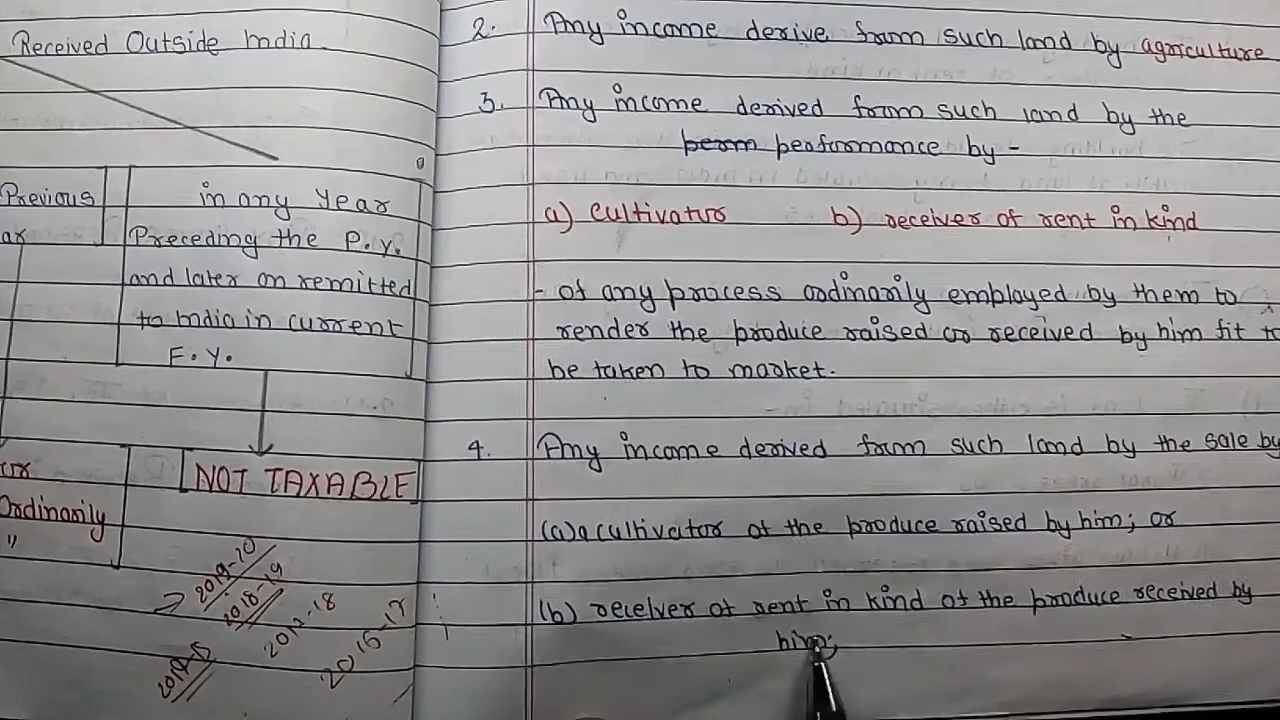 Received Outside India
Previous
ar
in any Year
Preceding the P.Y.
and later on remitted
to India in current
F.Y.
NOT TAXABLE
Ordinarily
"
2019-20
2018-19
2017-18
2016-17
2. Any income derive from such land by agriculture
3. Any income derived from such land by the
perom performance by -
a) cultivator b) receiver of rent in kind
- of any process ordinarily employed by them to
render the produce raised or received by him fit to
be taken to market.
4. Any income derived from such land by the sale by
(a) a cultivator of the produce raised by him; or
(b) receiver of rent in kind of the produce received by
him;